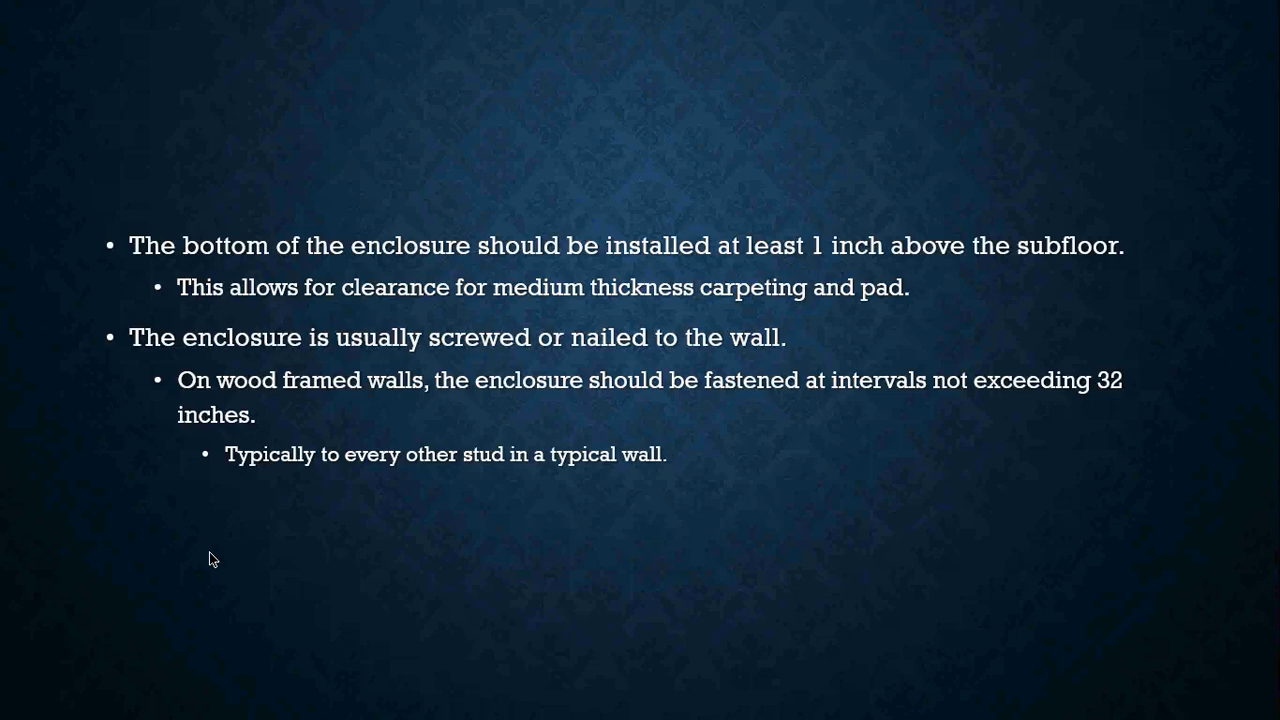 • The bottom of the enclosure should be installed at least 1 inch above the subfloor.
• This allows for clearance for medium thickness carpeting and pad.
• The enclosure is usually screwed or nailed to the wall.
• On wood framed walls, the enclosure should be fastened at intervals not exceeding 32
inches.
• Typically to every other stud in a typical wall.